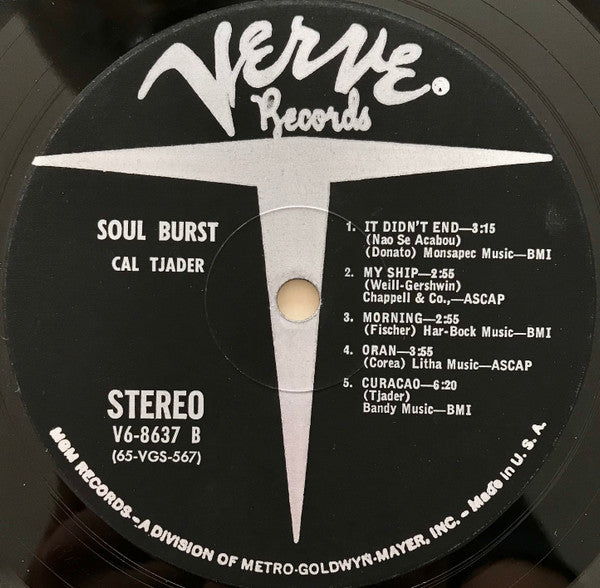 VERVE.
Records
SOUL BURST
CAL TJADER
1. IT DIDN'T END—3:15
(Nao Se Acabou)
(Donato) Monsapec Music—BMI
2. MY SHIP—2:55
(Weill-Gershwin)
Chappell & Co.,—ASCAP
3. MORNING—2:55
(Fischer) Har-Bock Music—BMI
4. ORAN—3:55
(Corea) Litha Music—ASCAP
5. CURACAO—6:20
(Tjader)
Bandy Music—BMI
STEREO
V6-8637 B
(65-VGS-567)
MGM RECORDS—A DIVISION OF METRO-GOLDWYN-MAYER, INC.—Made in U. S. A.